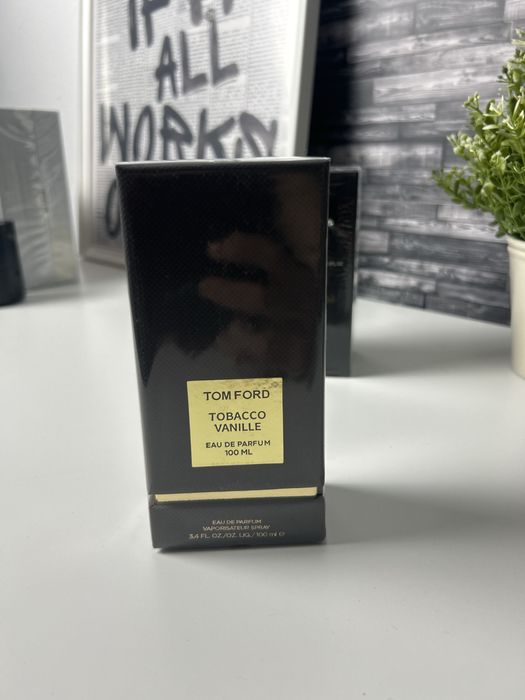 ALL
WORKS
TOM FORD
TOBACCO
VANILLE
EAU DE PARFUM
100 ML
EAU DE PARFUM
VAPORISATEUR SPRAY
3,4 FL. OZ./OZ. LIQ./100 ml ℮